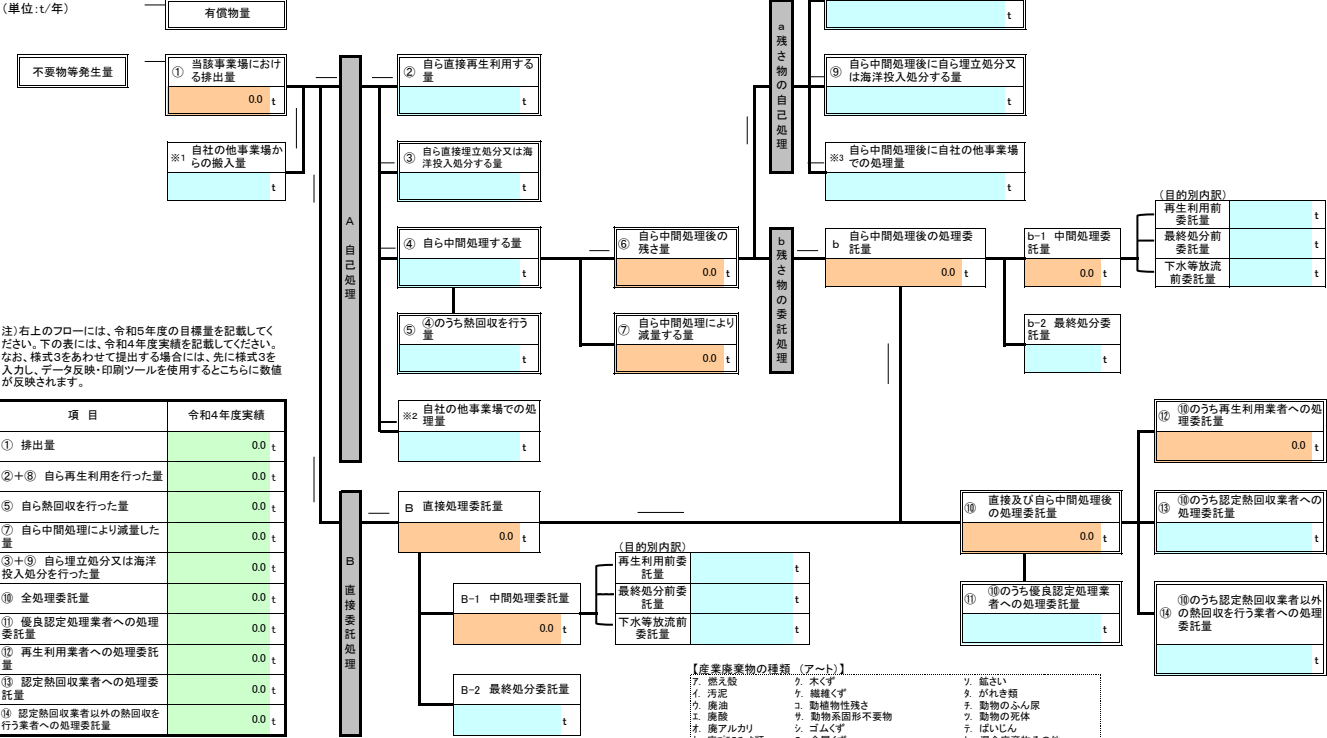 (単位:t/年)
有償物量
不要物等発生量
① 当該事業場におけ
る排出量
0.0 t
※1 自社の他事業場か
らの搬入量
t
A 自己処理
② 自ら直接再生利用する
量
t
③ 自ら直接埋立処分又は海
洋投入処分する量
t
④ 自ら中間処理する量
t
⑤ ④のうち熱回収を行う
量
t
※2 自社の他事業場での処
理量
t
⑥ 自ら中間処理後の
残さ量
0.0 t
⑦ 自ら中間処理により
減量する量
0.0 t
a 残さ物の自己処理
t
⑨ 自ら中間処理後に自ら埋立処分又
は海洋投入処分する量
t
※3 自ら中間処理後に自社の他事業場
での処理量
t
b 残さ物の委託処理
b 自ら中間処理後の処理委
託量
0.0 t
b-1 中間処理委
託量
0.0 t
(目的別内訳)
再生利用前
委託量
t
最終処分前
委託量
t
下水等放流
前委託量
t
b-2 最終処分委
託量
t
注)右上のフローには、令和5年度の目標量を記載してく
ださい。下の表には、令和4年度実績を記載してください。
なお、様式3をあわせて提出する場合には、先に様式3を
入力し、データ反映・印刷ツールを使用するとこちらに数値
が反映されます。
項 目 令和4年度実績
① 排出量 0.0 t
②+⑧ 自ら再生利用を行った量 0.0 t
⑤ 自ら熱回収を行った量 0.0 t
⑦ 自ら中間処理により減量した
量 0.0 t
③+⑨ 自ら埋立処分又は海洋
投入処分を行った量 0.0 t
⑩ 全処理委託量 0.0 t
⑪ 優良認定処理業者への処理
委託量 0.0 t
⑫ 再生利用業者への処理委託
量 0.0 t
⑬ 認定熱回収業者への処理委
託量 0.0 t
⑭ 認定熱回収業者以外の熱回収を
行う業者への処理委託量 0.0 t
B 直接委託処理
B 直接処理委託量
0.0 t
B-1 中間処理委託量
0.0 t
(目的別内訳)
再生利用前委
託量
t
最終処分前委
託量
t
下水等放流前
委託量
t
B-2 最終処分委託量
t
⑩ 直接及び自ら中間処理後
の処理委託量
0.0 t
⑪ ⑩のうち優良認定処理業
者への処理委託量
t
⑫ ⑩のうち再生利用業者への処
理委託量
0.0 t
⑬ ⑩のうち認定熱回収業者への
処理委託量
t
⑭ ⑩のうち認定熱回収業者以外
の熱回収を行う業者への処理
委託量
t
【産業廃棄物の種類 (ア~ト)】
ア. 燃え殻 ク. 木くず ソ. 鉱さい
イ. 汚泥 ケ. 繊維くず タ. がれき類
ウ. 廃油 コ. 動植物性残さ チ. 動物のふん尿
エ. 廃酸 サ. 動物系固形不要物 ツ. 動物の死体
オ. 廃アルカリ シ. ゴムくず テ. ばいじん